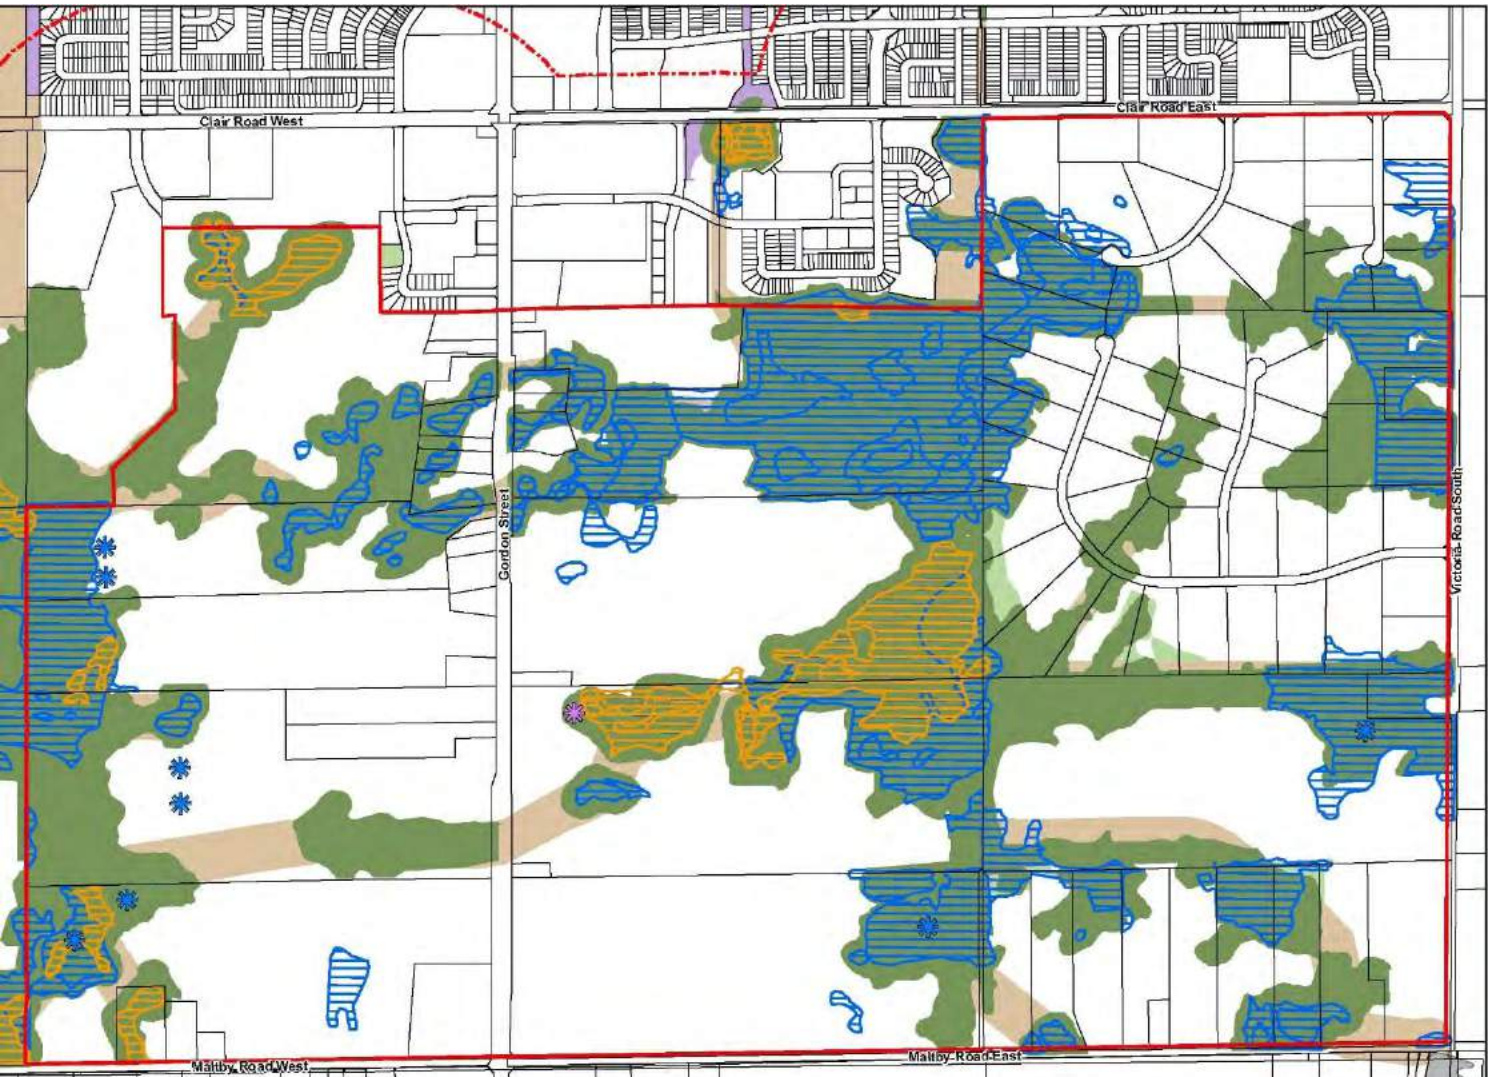 Clair Road East
Clair Road West
Gordon Street
Victoria Road South
Maltby Road East
Maltby Road West